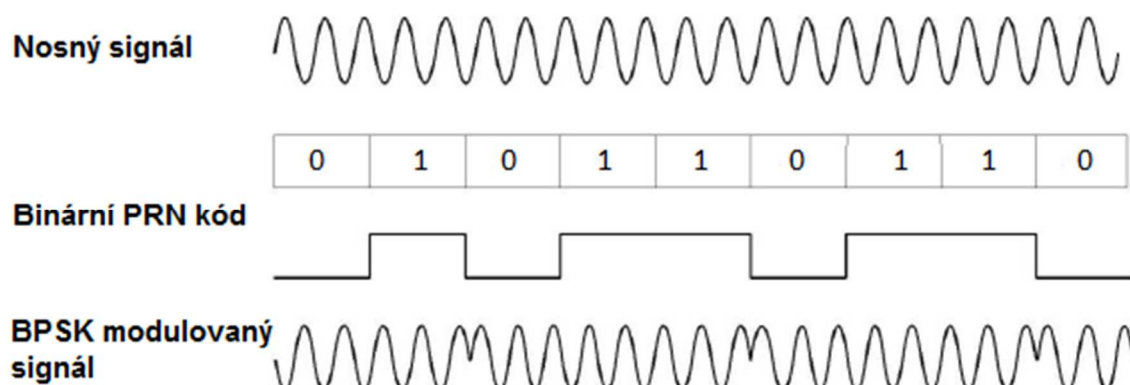 Nosný signál
0 1 0 1 1 0 1 1 0
Binární PRN kód
BPSK modulovaný
signál